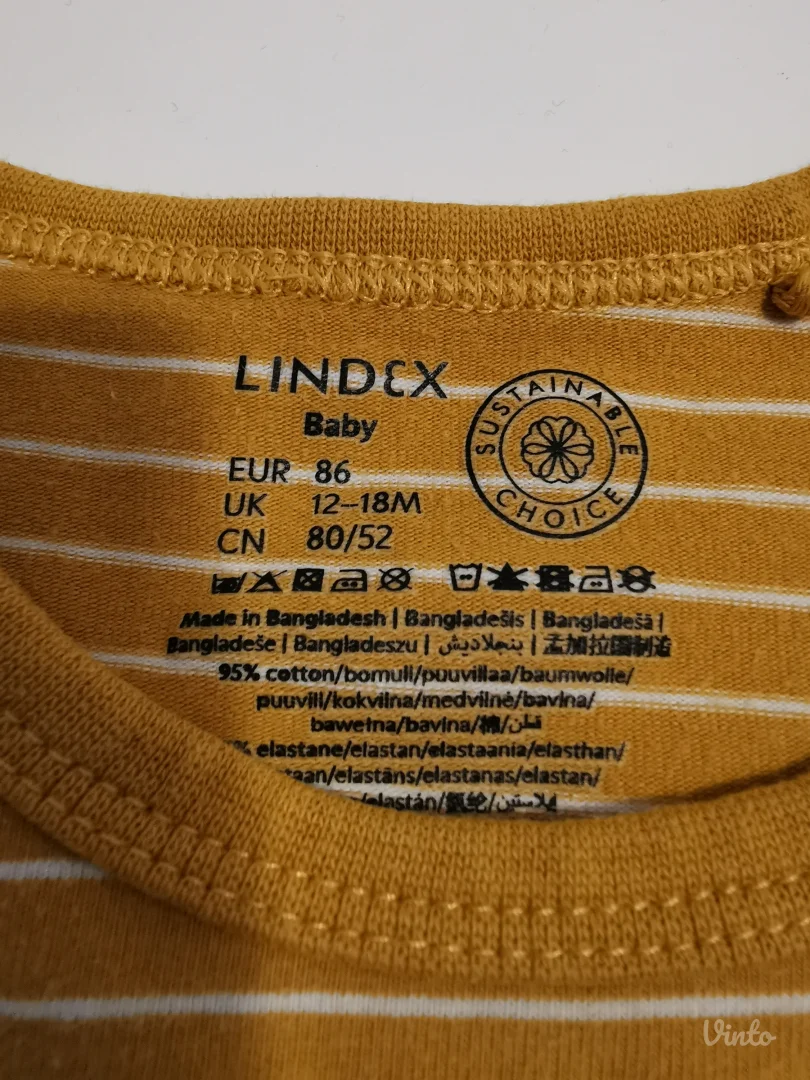 LINDEX
Baby
SUSTAINABLE CHOICE
EUR 86
UK 12-18M
CN 80/52
Made in Bangladesh | Bangladešis | Bangladešā |
Bangladeše | Bangladeszu | بنجلاديش | 孟加拉国制造
95% cotton/bomull/puuvillaa/baumwolle/
puuvill/kokvilna/medvilnė/bavlna/
bawełna/bavlna/棉/قطن
% elastane/elastan/elastaania/elasthan/
elastāns/elastanas/elastan/
elastán/氨纶/إيلاستين
Vinto